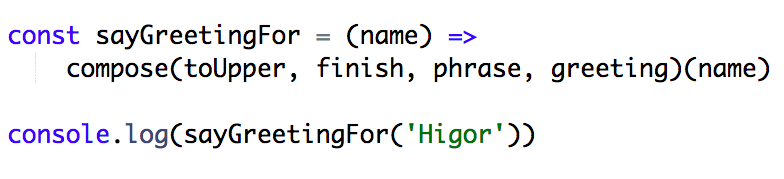 const sayGreetingFor = (name) =>
    compose(toUpper, finish, phrase, greeting)(name)
console.log(sayGreetingFor('Higor'))